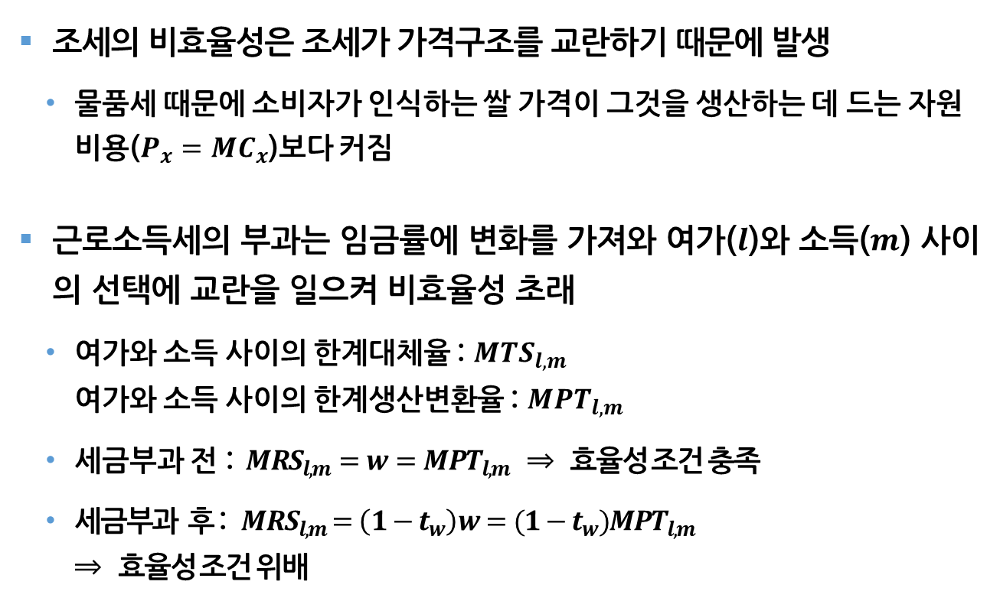 ▪ 조세의 비효율성은 조세가 가격구조를 교란하기 때문에 발생
• 물품세 때문에 소비자가 인식하는 쌀 가격이 그것을 생산하는 데 드는 자원
비용(Pₓ = MCₓ)보다 커짐
▪ 근로소득세의 부과는 임금률에 변화를 가져와 여가(l)와 소득(m) 사이
의 선택에 교란을 일으켜 비효율성 초래
• 여가와 소득 사이의 한계대체율 : MTS_{l,m}
여가와 소득 사이의 한계생산변환율 : MPT_{l,m}
• 세금부과 전 : MRS_{l,m} = w = MPT_{l,m} ⇒ 효율성 조건 충족
• 세금부과 후 : MRS_{l,m} = (1 − t_w)w = (1 − t_w)MPT_{l,m}
⇒ 효율성 조건 위배